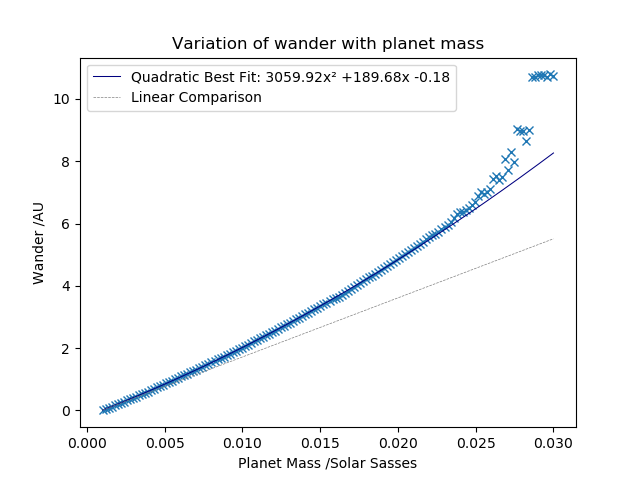 Variation of wander with planet mass
Quadratic Best Fit: 3059.92x² +189.68x -0.18
Linear Comparison
10
8
6
4
2
0
Wander /AU
0.000 0.005 0.010 0.015 0.020 0.025 0.030
Planet Mass /Solar Sasses